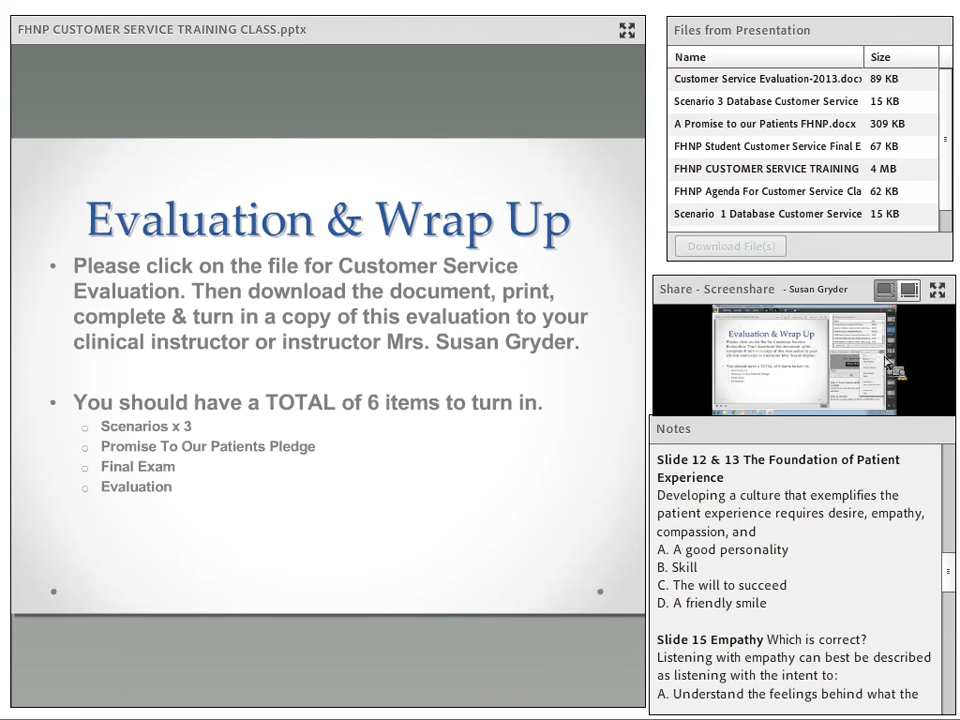 FHNP CUSTOMER SERVICE TRAINING CLASS.pptx
Evaluation & Wrap Up
• Please click on the file for Customer Service
Evaluation. Then download the document, print,
complete & turn in a copy of this evaluation to your
clinical instructor or instructor Mrs. Susan Gryder.
• You should have a TOTAL of 6 items to turn in.
○ Scenarios x 3
○ Promise To Our Patients Pledge
○ Final Exam
○ Evaluation
Files from Presentation
Name Size
Customer Service Evaluation-2013.docx 89 KB
Scenario 3 Database Customer Service 15 KB
A Promise to our Patients FHNP.docx 309 KB
FHNP Student Customer Service Final E 67 KB
FHNP CUSTOMER SERVICE TRAINING 4 MB
FHNP Agenda For Customer Service Cla 62 KB
Scenario 1 Database Customer Service 15 KB
Download File(s)
Share - Screenshare - Susan Gryder
Evaluation & Wrap Up
Notes
Slide 12 & 13 The Foundation of Patient
Experience
Developing a culture that exemplifies the
patient experience requires desire, empathy,
compassion, and
A. A good personality
B. Skill
C. The will to succeed
D. A friendly smile
Slide 15 Empathy Which is correct?
Listening with empathy can best be described
as listening with the intent to:
A. Understand the feelings behind what the